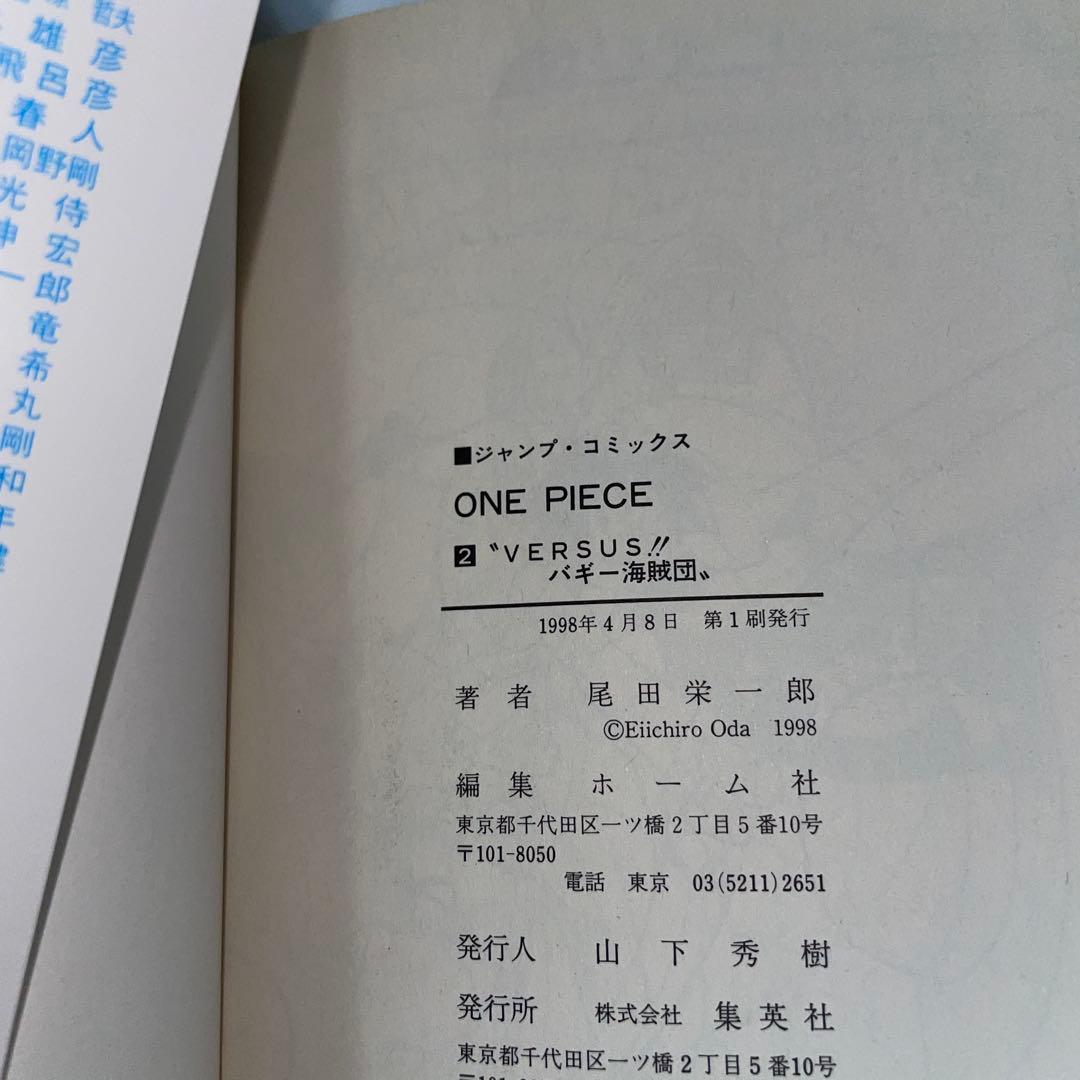 ■ジャンプ・コミックス
ONE PIECE
2 〝VERSUS!!
バギー海賊団〟
1998年4月8日 第1刷発行
著者 尾田栄一郎
©Eiichiro Oda 1998
編集 ホーム社
東京都千代田区一ツ橋2丁目5番10号
〒101-8050
電話 東京 03(5211)2651
発行人 山下秀樹
発行所 株式会社 集英社
東京都千代田区一ツ橋2丁目5番10号
哲夫
彦
彦
人
剛
侍
宏
郎
竜
希
丸
剛
和
雄
呂
野
飛
春
岡
光
伸
一